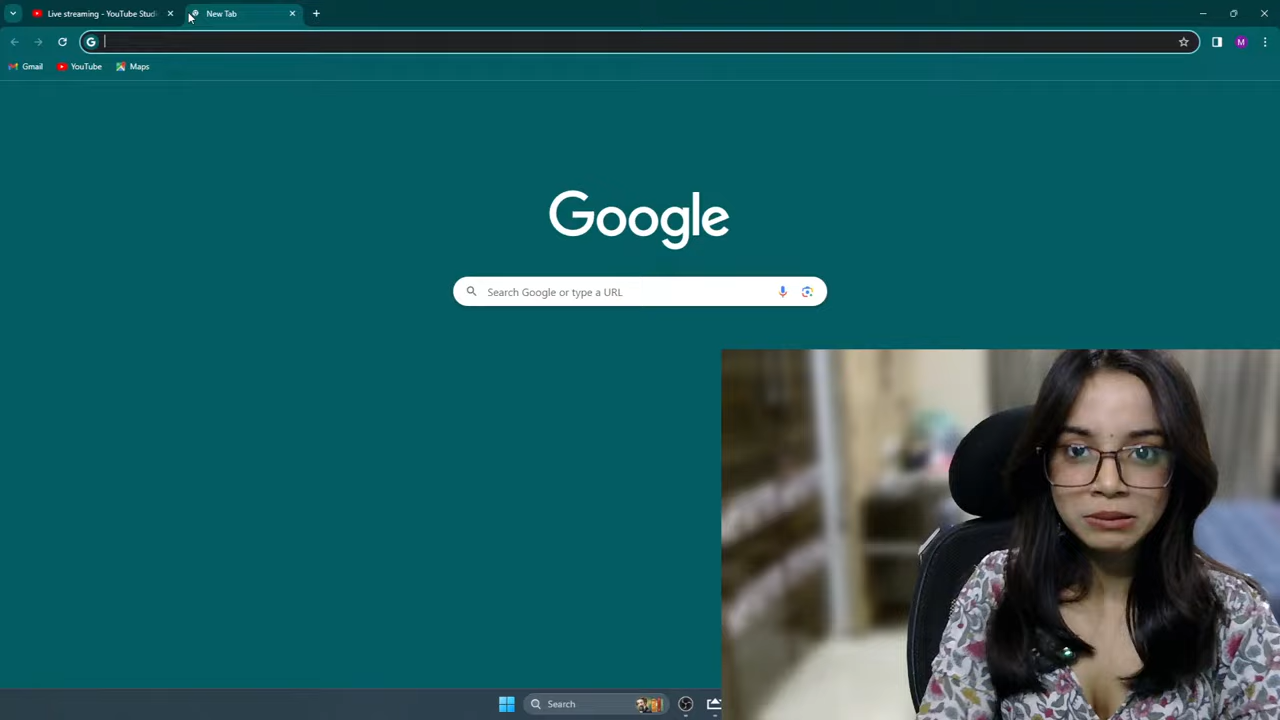 Live streaming - YouTube Stud
New Tab
Gmail
YouTube
Maps
M
Google
Search Google or type a URL
Search